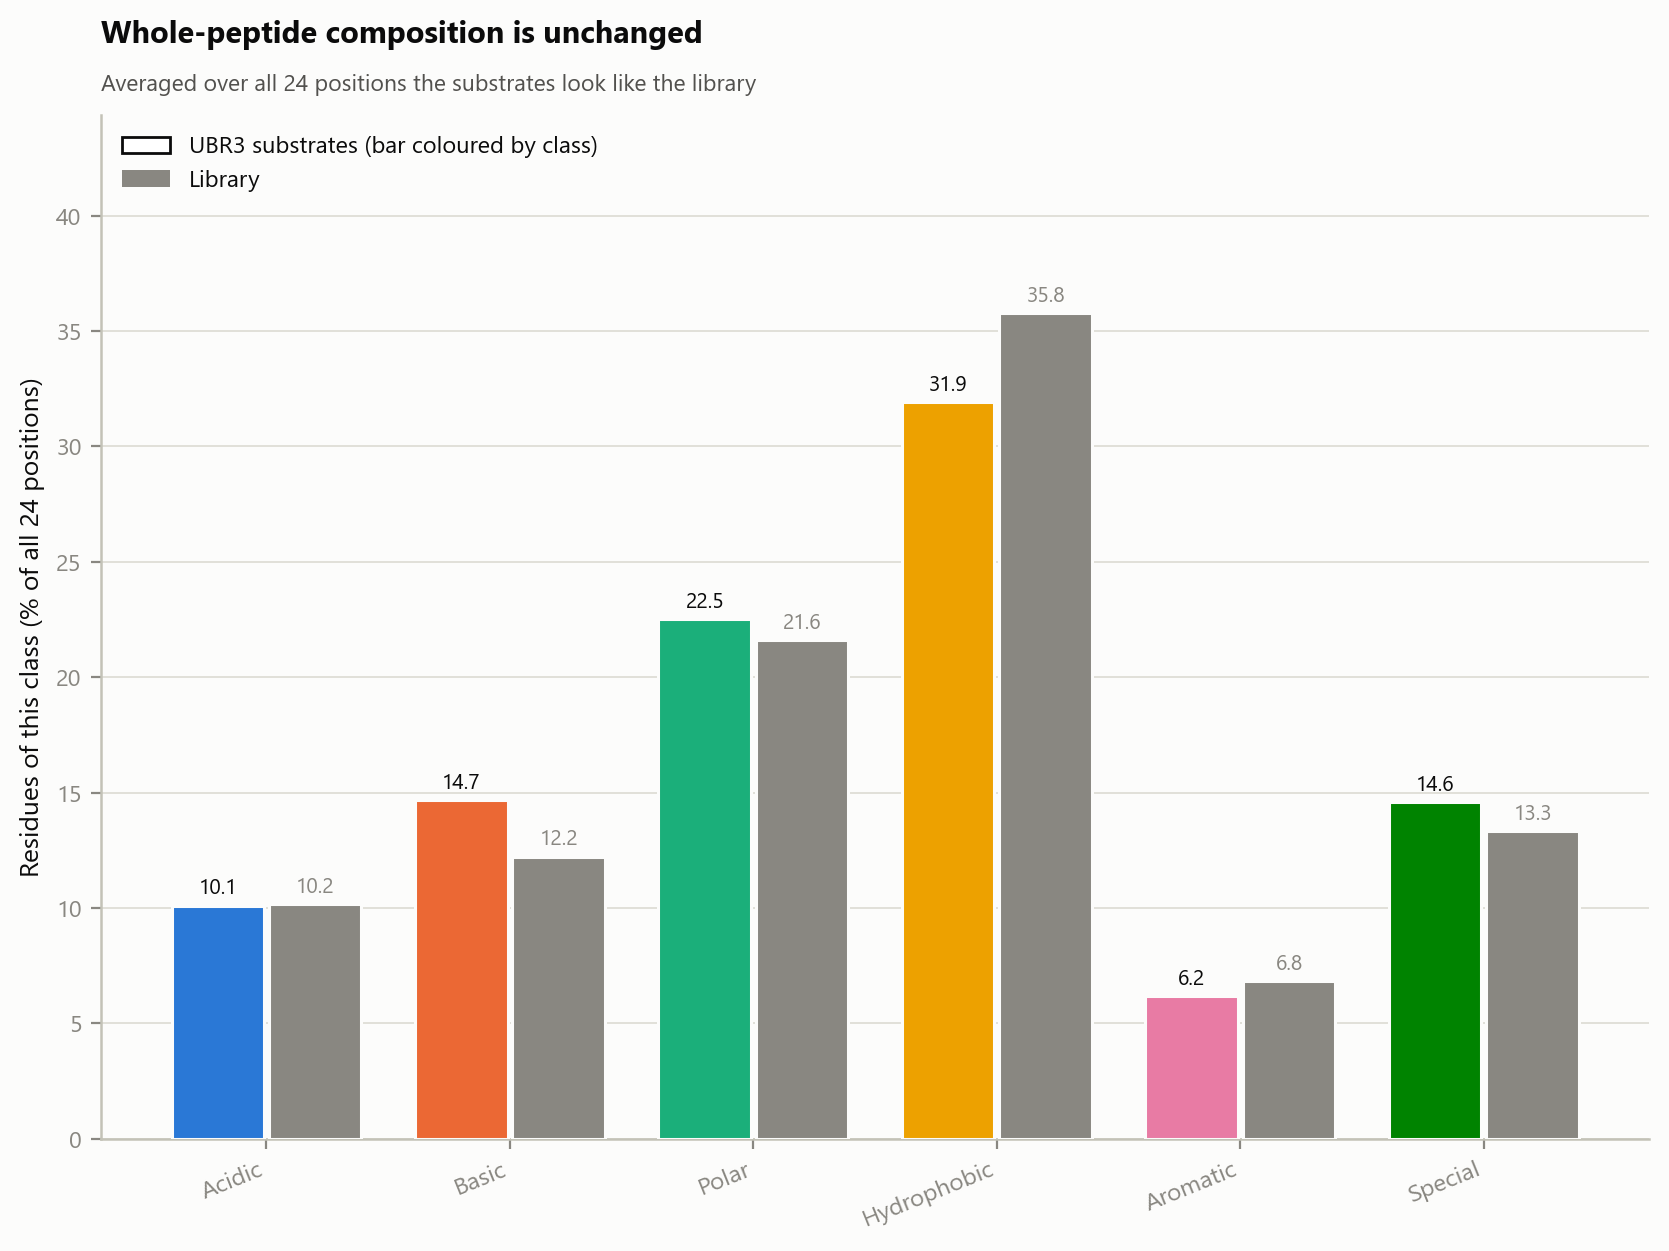 Whole-peptide composition is unchanged
Averaged over all 24 positions the substrates look like the library
UBR3 substrates (bar coloured by class)
Library
Residues of this class (% of all 24 positions)
40
35
30
25
20
15
10
5
0
10.1
10.2
14.7
12.2
22.5
21.6
31.9
35.8
6.2
6.8
14.6
13.3
Acidic
Basic
Polar
Hydrophobic
Aromatic
Special